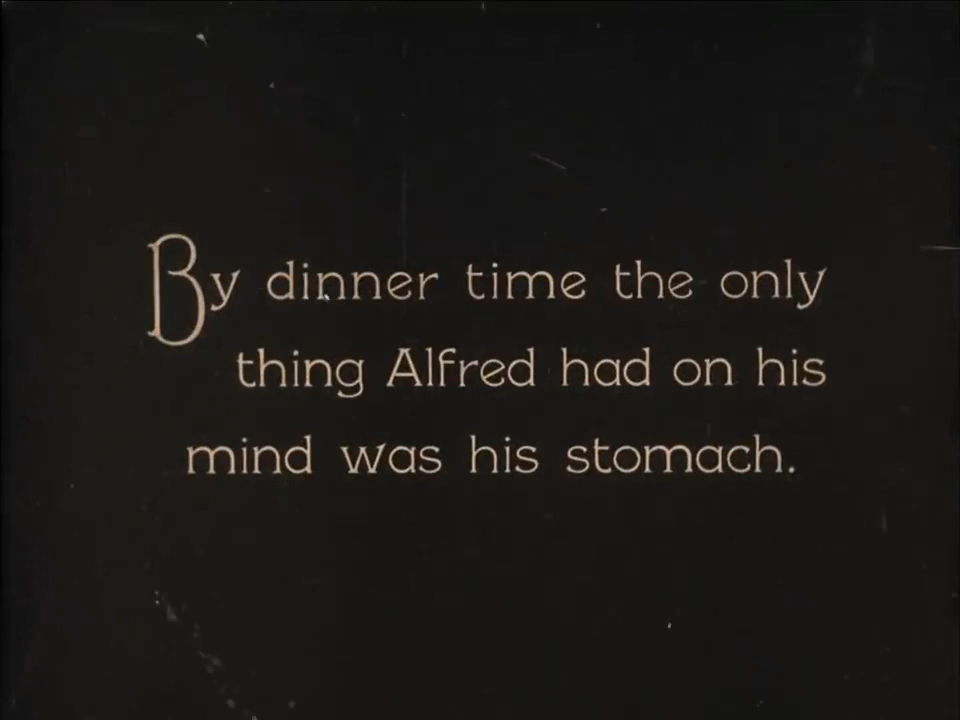 By dinner time the only
thing Alfred had on his
mind was his stomach.